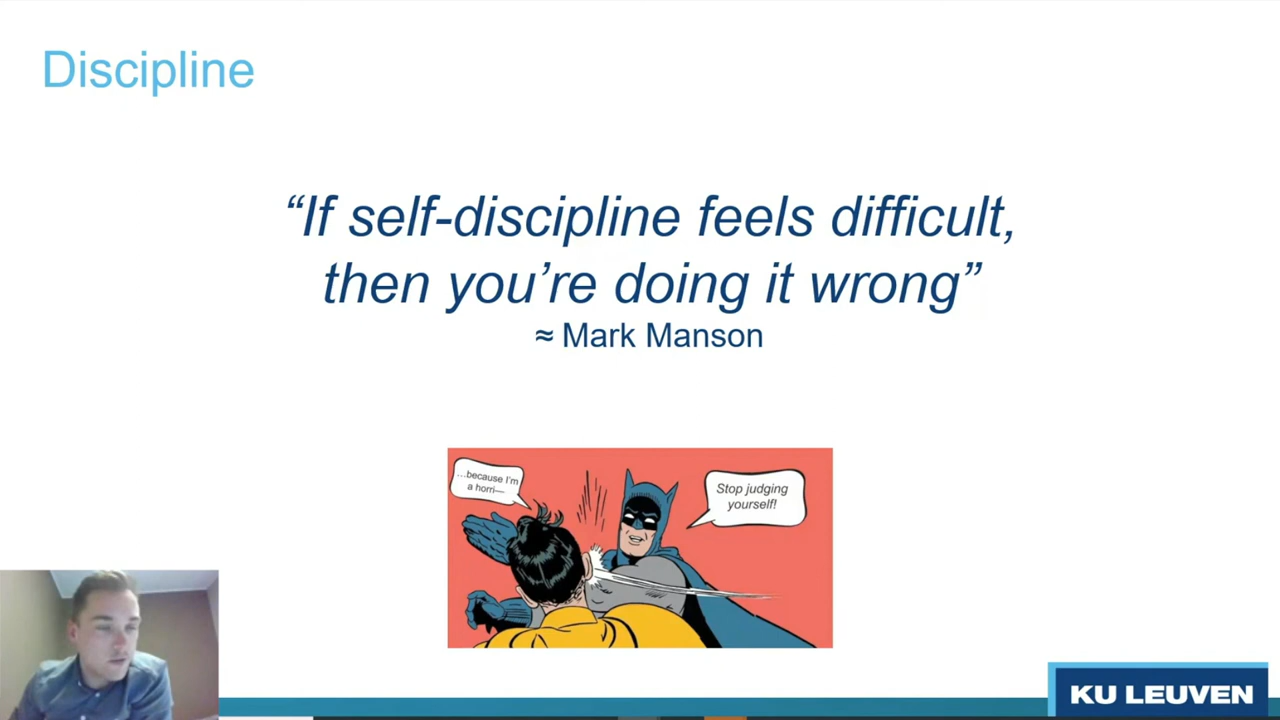 Discipline
“If self-discipline feels difficult,
then you’re doing it wrong”
≈ Mark Manson
...because I'm
a horri—
Stop judging
yourself!
KU LEUVEN